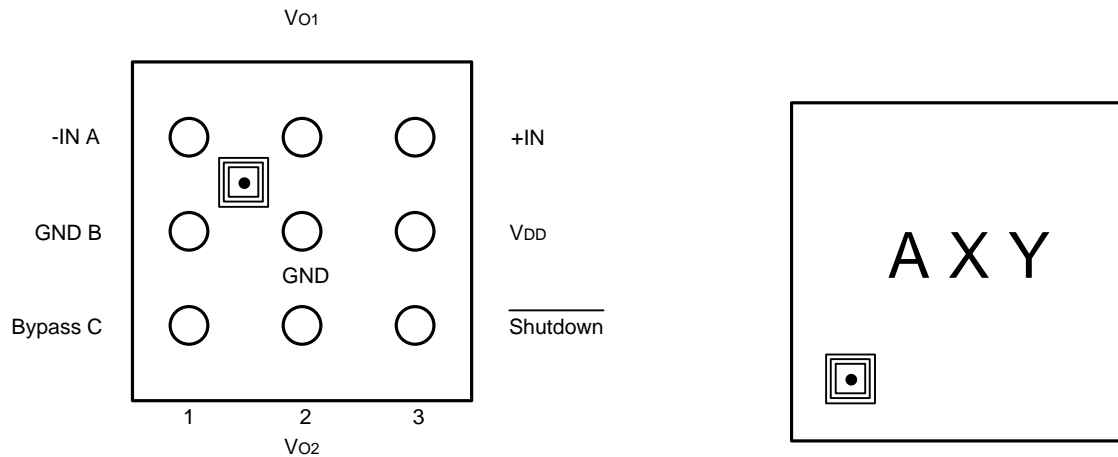 VO1
-IN A
+IN
GND B
VDD
GND
Bypass C
Shutdown
1 2 3
VO2
A X Y